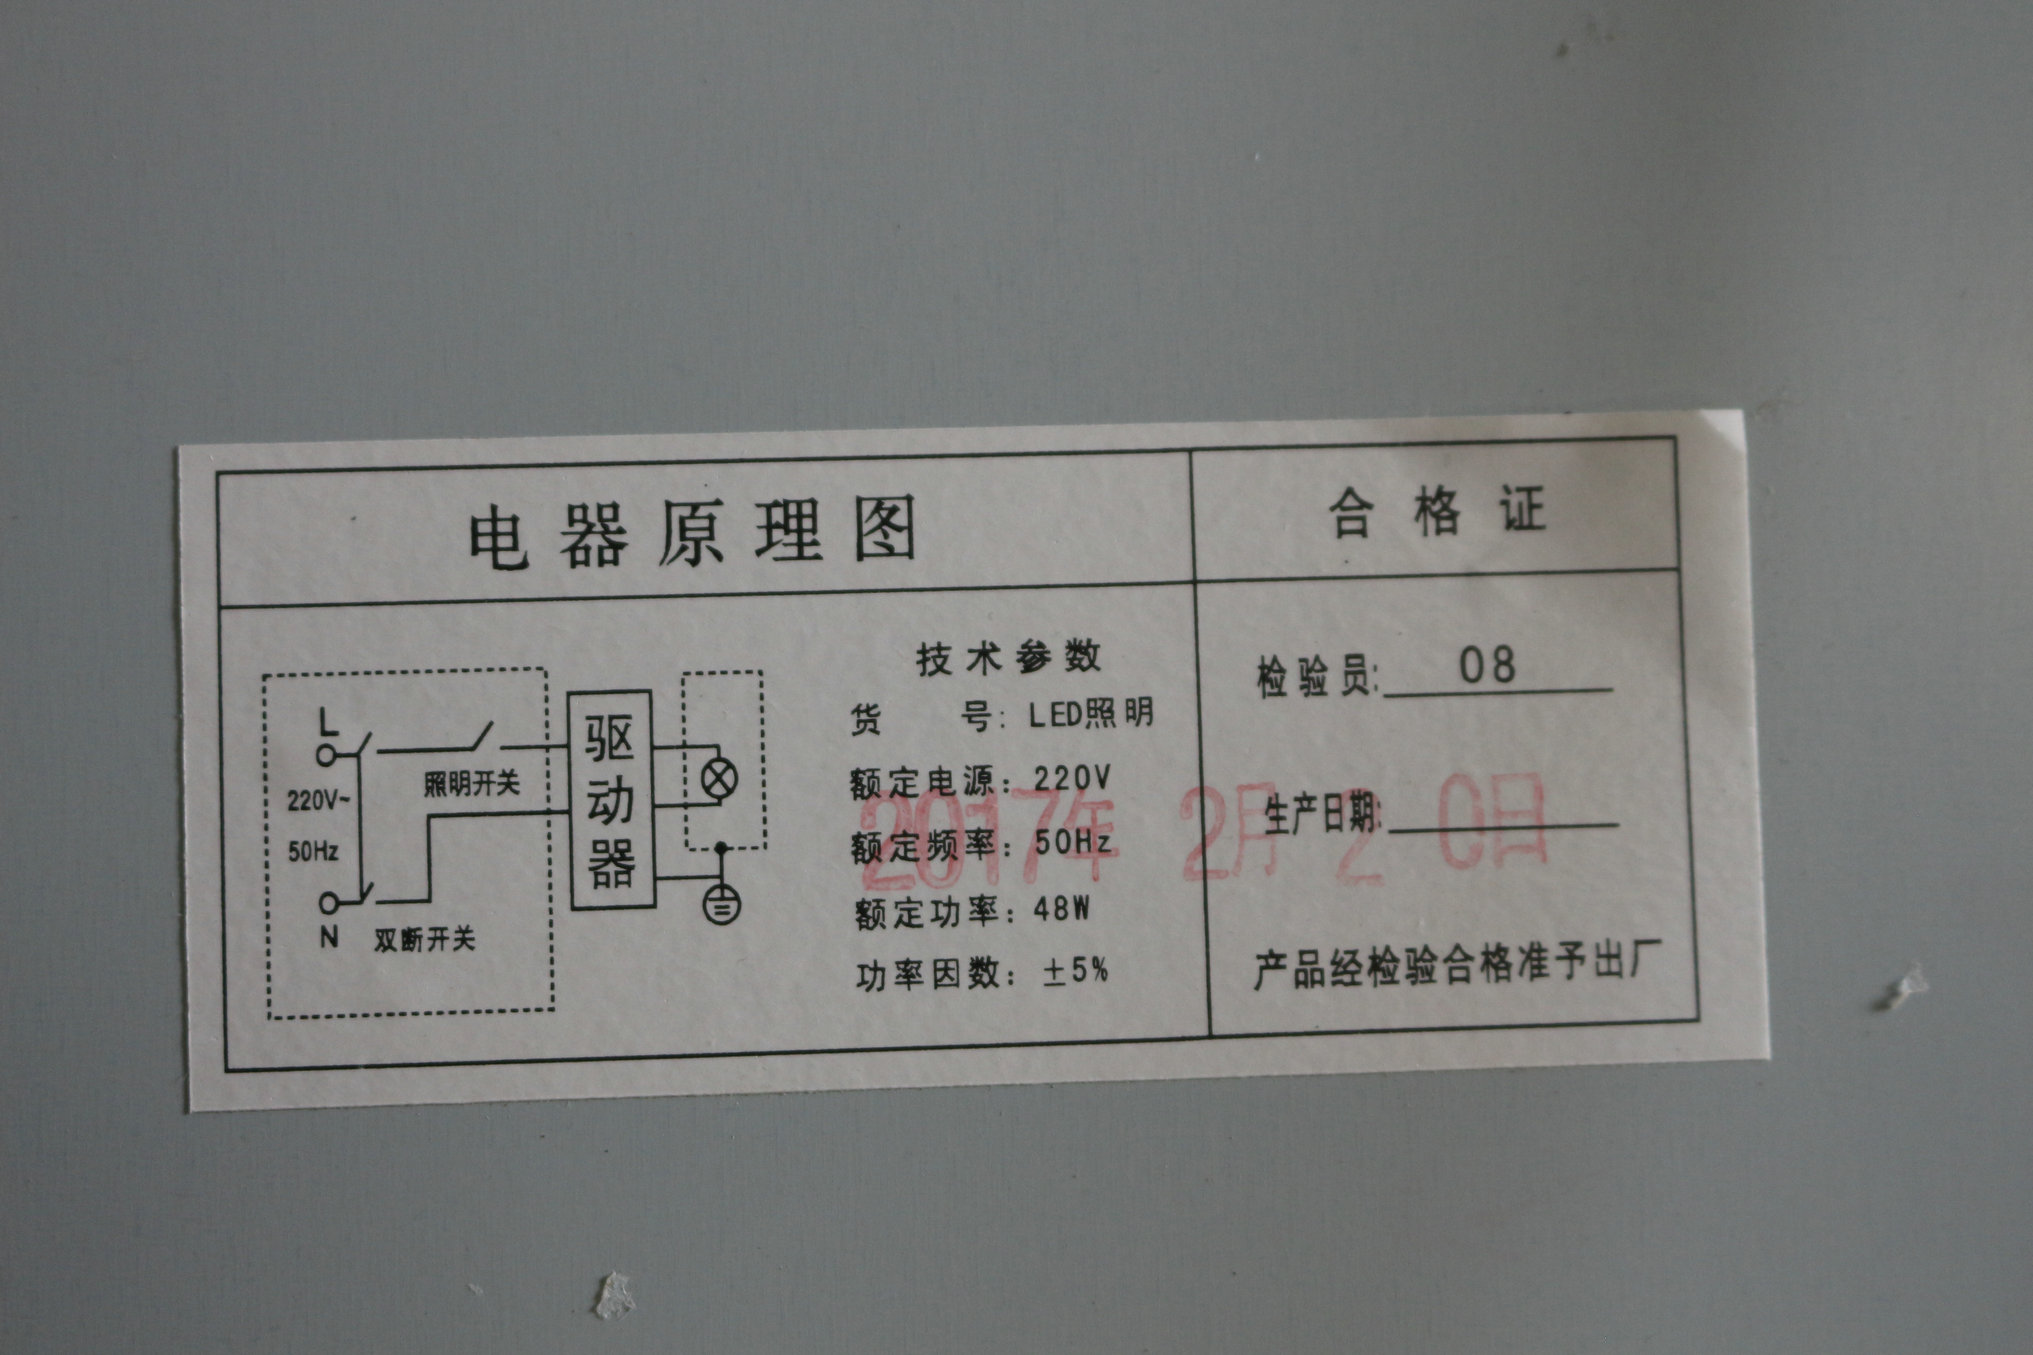 电器原理图
合格证
L
220V~
50Hz
N
照明开关
双断开关
驱动器
技术参数
货 号: LED照明
额定电源: 220V
额定频率: 50Hz
额定功率: 48W
功率因数: ±5%
检验员: 08
生产日期:
2017年 2月 20日
产品经检验合格准予出厂